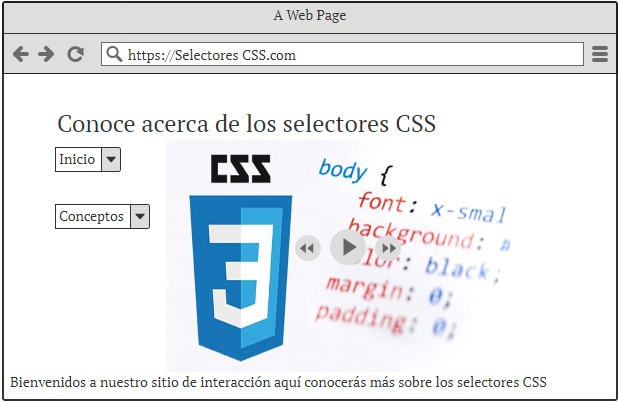 A Web Page
https://Selectores CSS.com
Conoce acerca de los selectores CSS
Inicio
Conceptos
CSS
3
body {
font: x-smal
background: #
olor: black;
margin: 0;
padding: 0;
Bienvenidos a nuestro sitio de interacción aquí conocerás más sobre los selectores CSS